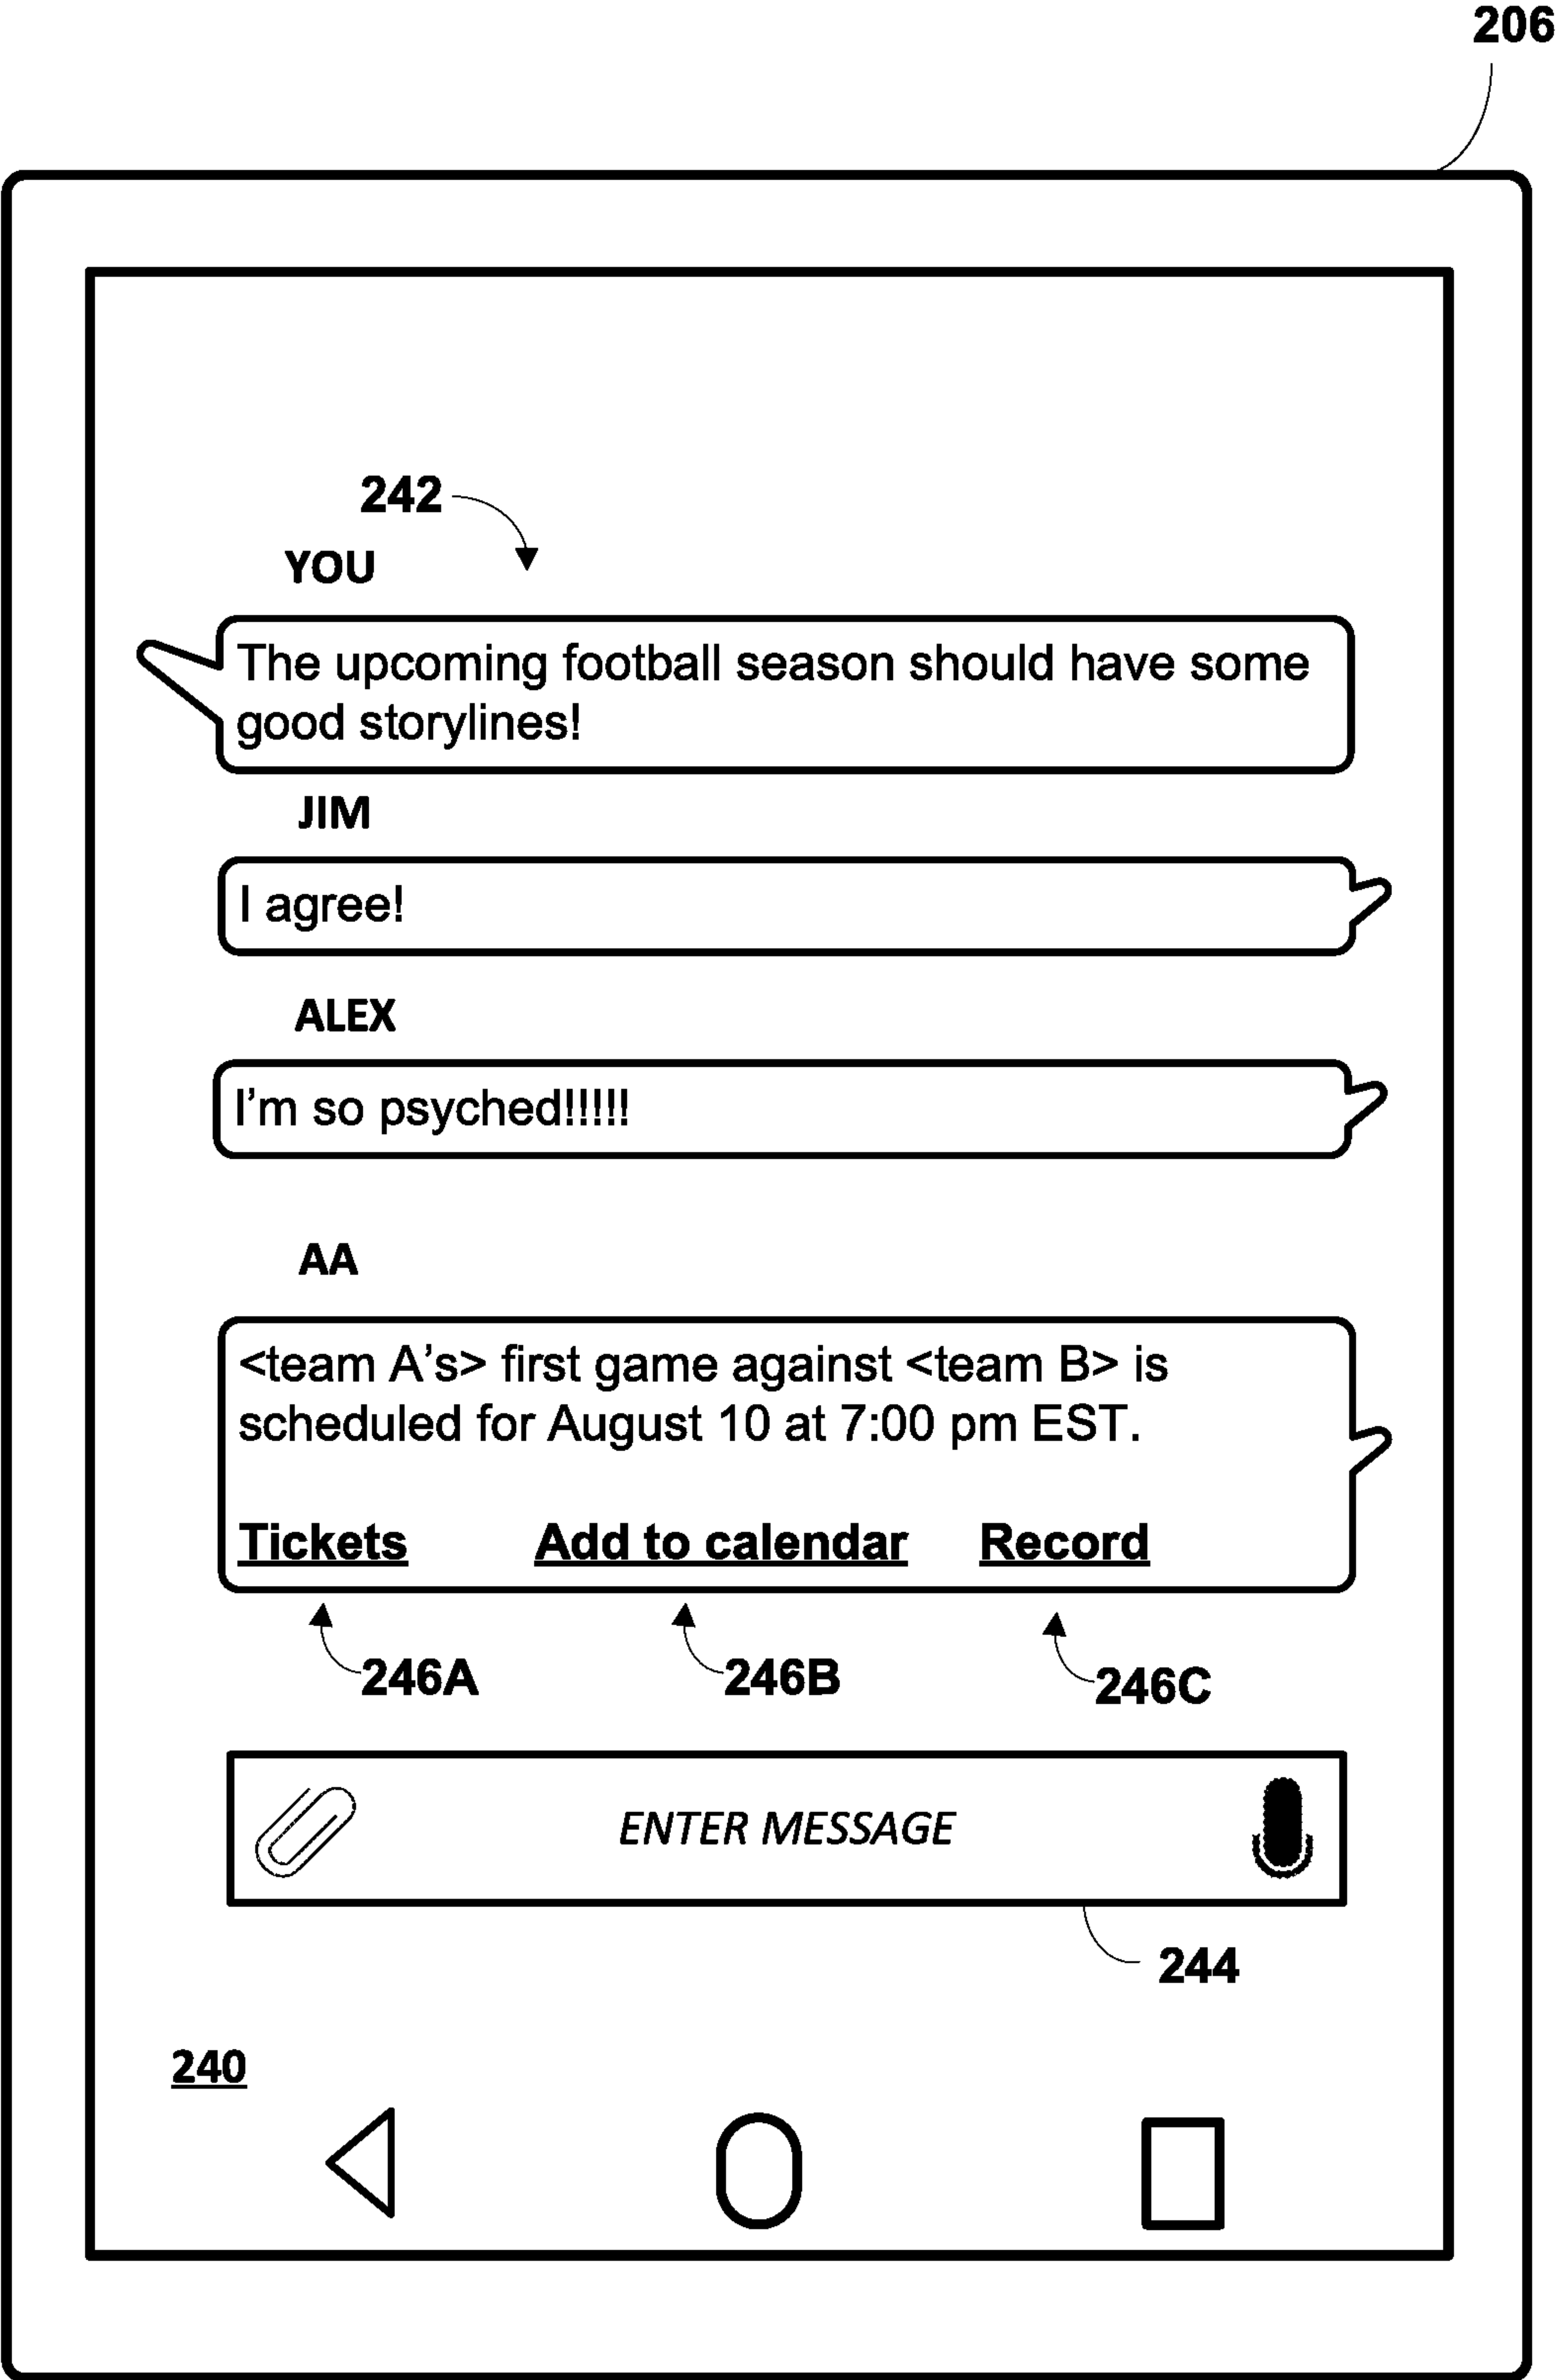 206
242
YOU
The upcoming football season should have some
good storylines!
JIM
I agree!
ALEX
I'm so psyched!!!!!
AA
<team A's> first game against <team B> is
scheduled for August 10 at 7:00 pm EST.
Tickets Add to calendar Record
246A 246B 246C
ENTER MESSAGE
244
240